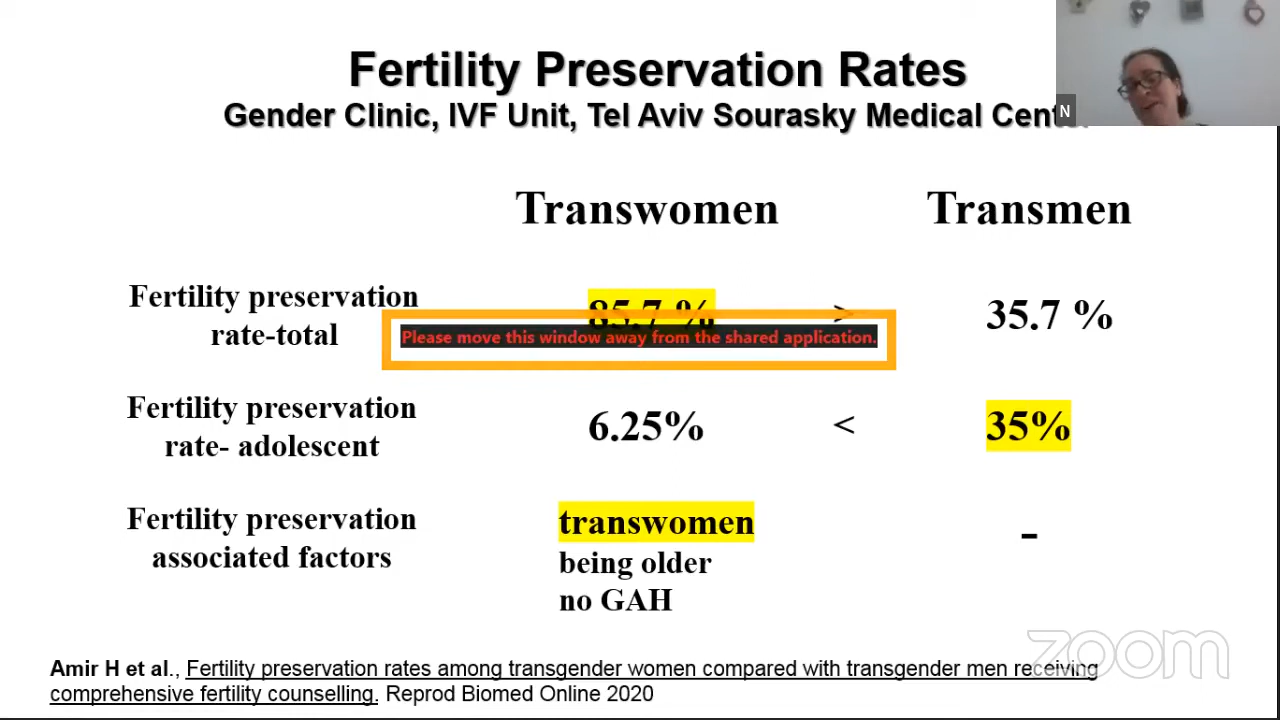 Fertility Preservation Rates
Gender Clinic, IVF Unit, Tel Aviv Sourasky Medical
N
Transwomen Transmen
Fertility preservation
rate-total
85.7 % > 35.7 %
Please move this window away from the shared application.
Fertility preservation
rate- adolescent
6.25% < 35%
Fertility preservation
associated factors
transwomen
being older
no GAH
-
zoom
Amir H et al., Fertility preservation rates among transgender women compared with transgender men receiving
comprehensive fertility counselling. Reprod Biomed Online 2020